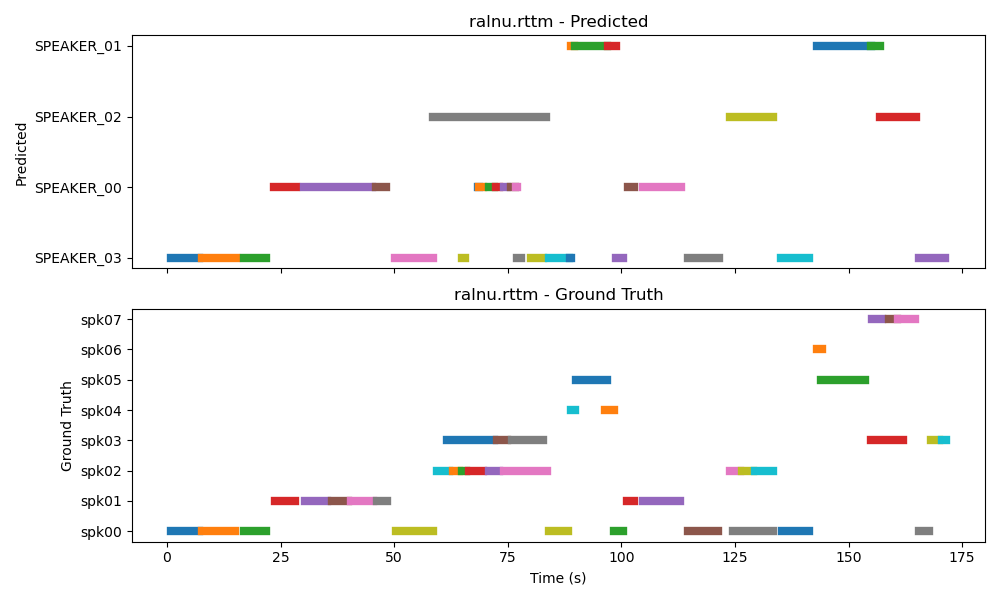 ralnu.rttm - Predicted
SPEAKER_01
SPEAKER_02
SPEAKER_00
SPEAKER_03
Predicted
ralnu.rttm - Ground Truth
spk07
spk06
spk05
spk04
spk03
spk02
spk01
spk00
Ground Truth
0 25 50 75 100 125 150 175
Time (s)